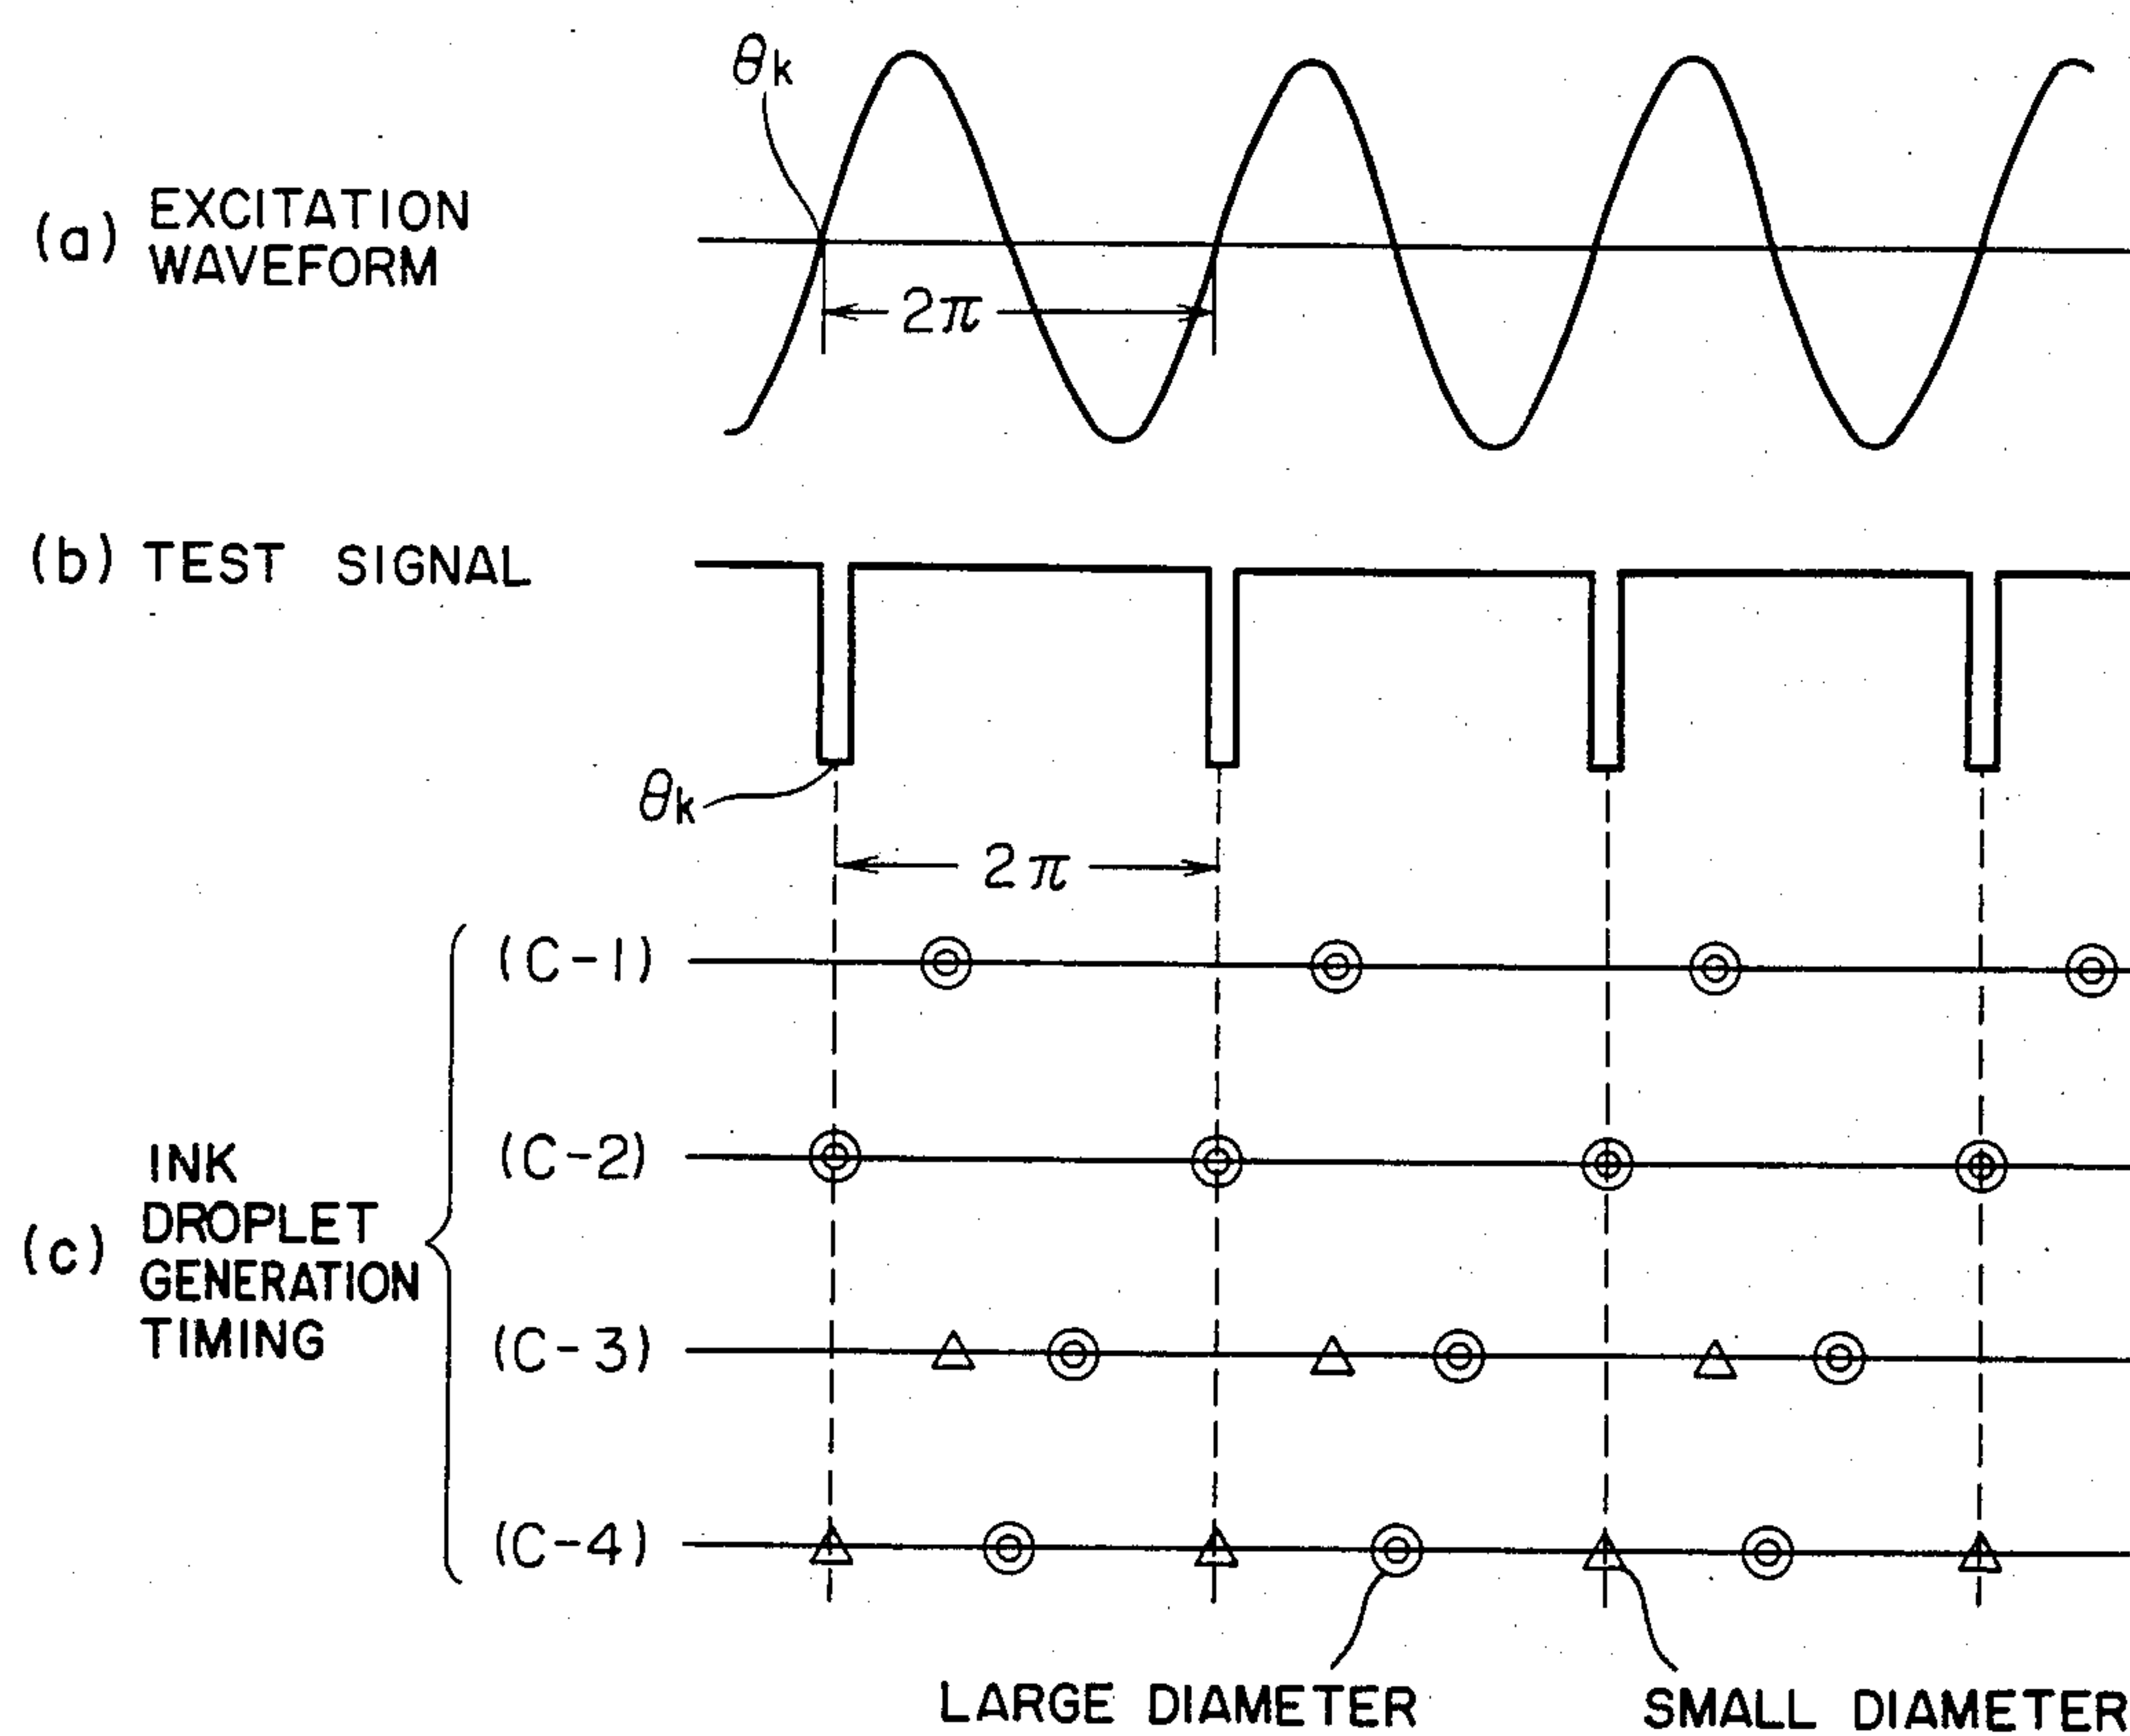 θk
(a) EXCITATION
WAVEFORM
2π
(b) TEST SIGNAL
θk
2π
(C-1)
(C-2)
(c) INK
DROPLET
GENERATION
TIMING
(C-3)
(C-4)
LARGE DIAMETER
SMALL DIAMETER